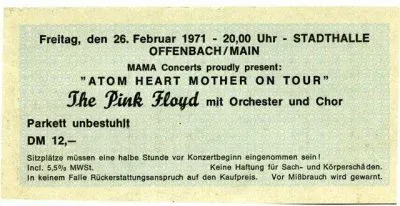 Freitag, den 26. Februar 1971 - 20,00 Uhr - STADTHALLE
OFFENBACH/MAIN
MAMA Concerts proudly present:
"ATOM HEART MOTHER ON TOUR"
The Pink Floyd mit Orchester und Chor
Parkett unbestuhlt
DM 12,—
Sitzplätze müssen eine halbe Stunde vor Konzertbeginn eingenommen sein!
Incl. 5,5% MWSt. Keine Haftung für Sach- und Körperschäden.
In keinem Falle Rückerstattungsanspruch auf den Kaufpreis. Vor Mißbrauch wird gewarnt.